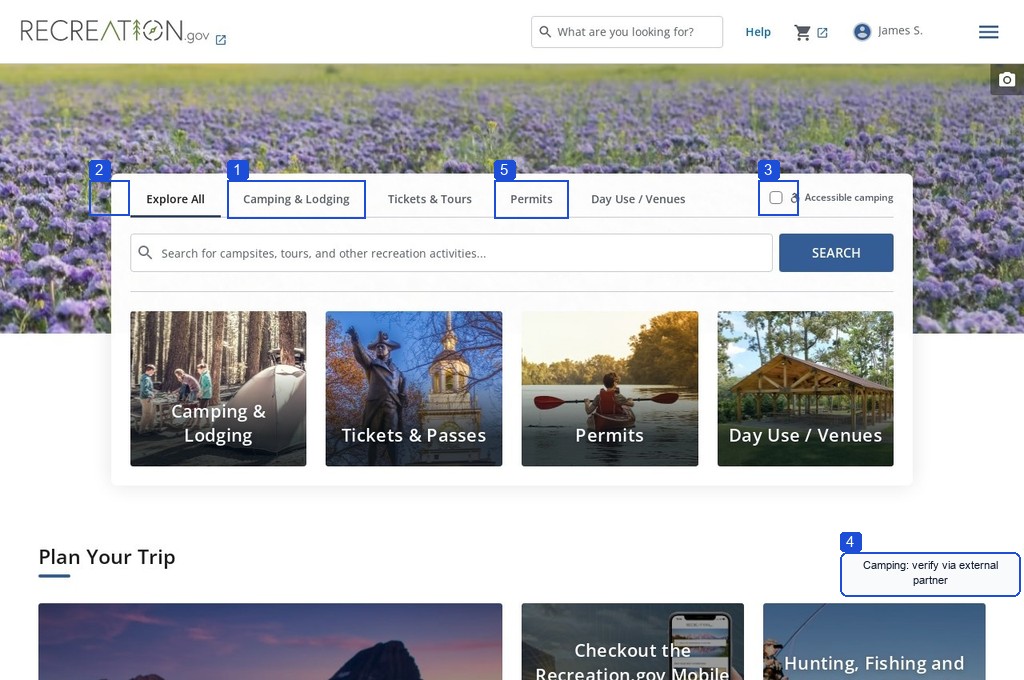 RECREATION.gov
What are you looking for?
Help
James S.
2
1
5
3
Explore All
Camping & Lodging
Tickets & Tours
Permits
Day Use / Venues
Accessible camping
Search for campsites, tours, and other recreation activities...
SEARCH
Camping &
Lodging
Tickets & Passes
Permits
Day Use / Venues
Plan Your Trip
4
Camping: verify via external
partner
Checkout the
Recreation.gov Mobile
Hunting, Fishing and